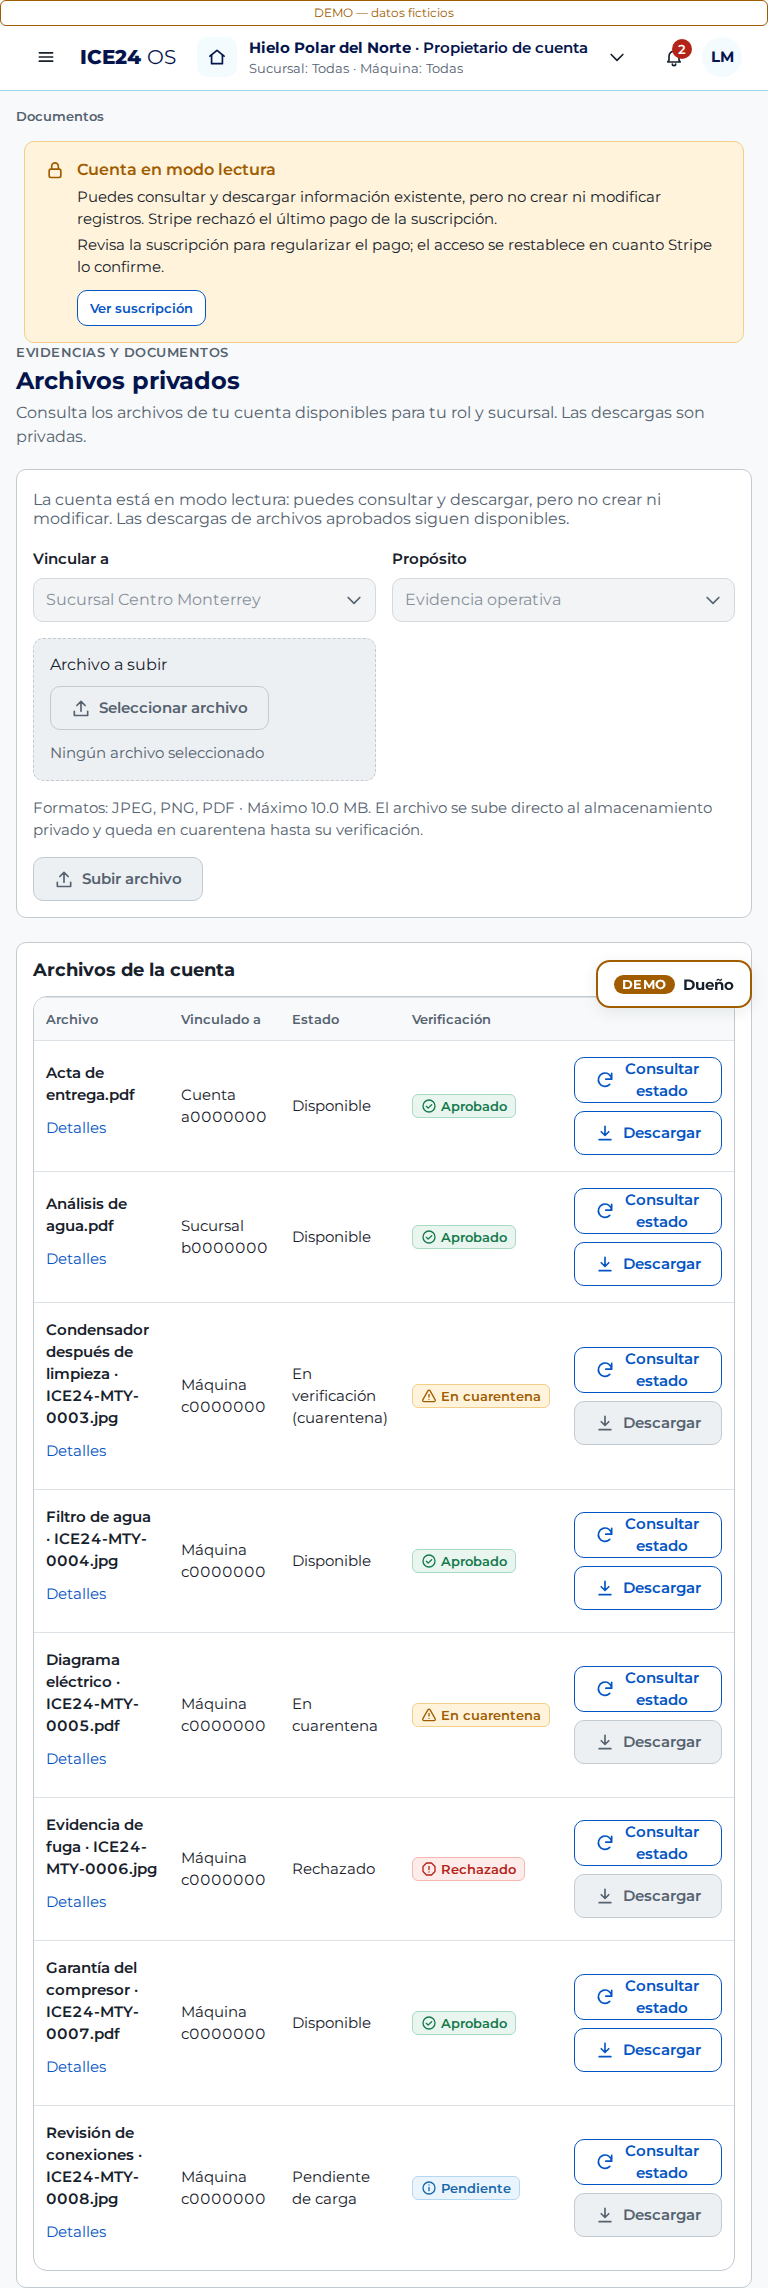 DEMO — datos ficticios
ICE24 OS
Hielo Polar del Norte · Propietario de cuenta
Sucursal: Todas · Máquina: Todas
2
LM
Documentos
Cuenta en modo lectura
Puedes consultar y descargar información existente, pero no crear ni modificar
registros. Stripe rechazó el último pago de la suscripción.
Revisa la suscripción para regularizar el pago; el acceso se restablece en cuanto Stripe
lo confirme.
Ver suscripción
EVIDENCIAS Y DOCUMENTOS
Archivos privados
Consulta los archivos de tu cuenta disponibles para tu rol y sucursal. Las descargas son
privadas.
La cuenta está en modo lectura: puedes consultar y descargar, pero no crear ni
modificar. Las descargas de archivos aprobados siguen disponibles.
Vincular a
Propósito
Sucursal Centro Monterrey
Evidencia operativa
Archivo a subir
Seleccionar archivo
Ningún archivo seleccionado
Formatos: JPEG, PNG, PDF · Máximo 10.0 MB. El archivo se sube directo al almacenamiento
privado y queda en cuarentena hasta su verificación.
Subir archivo
Archivos de la cuenta
DEMO Dueño
Archivo Vinculado a Estado Verificación
Acta de
entrega.pdf
Detalles
Cuenta
a0000000
Disponible
Aprobado
Consultar
estado
Descargar
Análisis de
agua.pdf
Detalles
Sucursal
b0000000
Disponible
Aprobado
Consultar
estado
Descargar
Condensador
después de
limpieza ·
ICE24-MTY-
0003.jpg
Detalles
Máquina
c0000000
En
verificación
(cuarentena)
En cuarentena
Consultar
estado
Descargar
Filtro de agua
· ICE24-MTY-
0004.jpg
Detalles
Máquina
c0000000
Disponible
Aprobado
Consultar
estado
Descargar
Diagrama
eléctrico ·
ICE24-MTY-
0005.pdf
Detalles
Máquina
c0000000
En
cuarentena
En cuarentena
Consultar
estado
Descargar
Evidencia de
fuga · ICE24-
MTY-0006.jpg
Detalles
Máquina
c0000000
Rechazado
Rechazado
Consultar
estado
Descargar
Garantía del
compresor ·
ICE24-MTY-
0007.pdf
Detalles
Máquina
c0000000
Disponible
Aprobado
Consultar
estado
Descargar
Revisión de
conexiones ·
ICE24-MTY-
0008.jpg
Detalles
Máquina
c0000000
Pendiente
de carga
Pendiente
Consultar
estado
Descargar